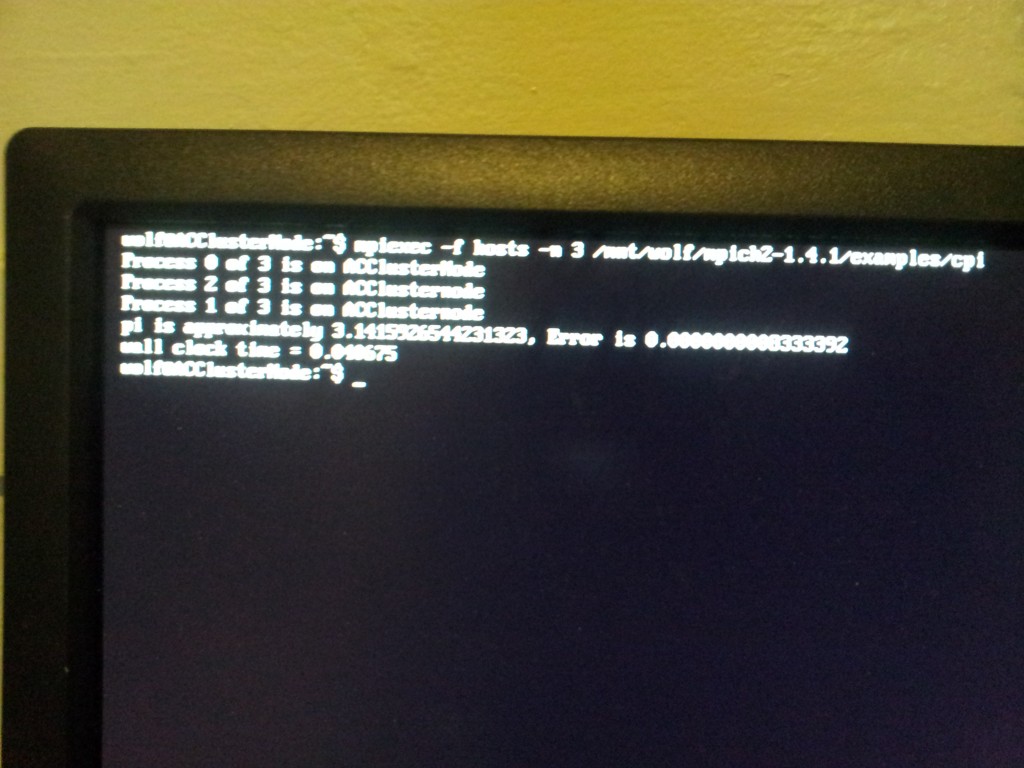 wolf@ACClusterNode:~$ mpiexec -f hosts -n 3 /mnt/wolf/mpich2-1.4.1/examples/cpi
Process 0 of 3 is on ACClusterNode
Process 2 of 3 is on ACClusternode
Process 1 of 3 is on ACClusternode
pi is approximately 3.1415926544231323, Error is 0.0000000008333392
wall clock time = 0.040675
wolf@ACClusterNode:~$ _